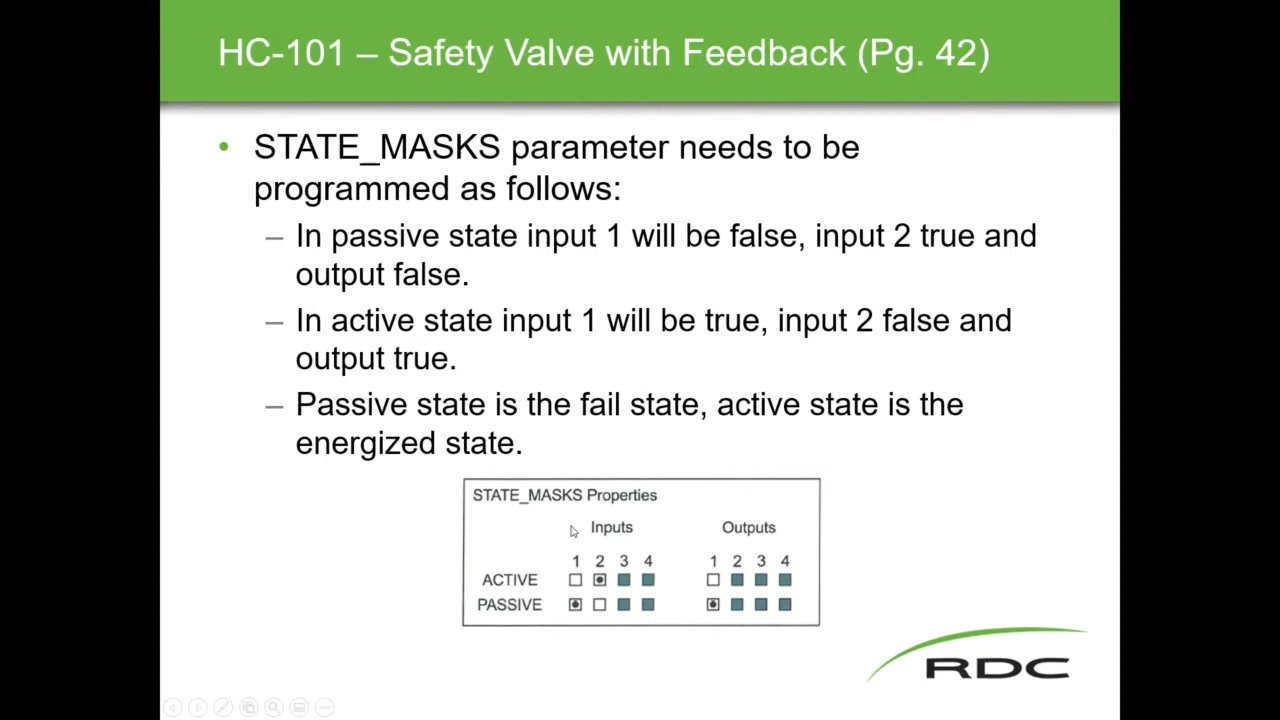 HC-101 – Safety Valve with Feedback (Pg. 42)
• STATE_MASKS parameter needs to be
programmed as follows:
– In passive state input 1 will be false, input 2 true and
output false.
– In active state input 1 will be true, input 2 false and
output true.
– Passive state is the fail state, active state is the
energized state.
STATE_MASKS Properties
Inputs Outputs
1 2 3 4 1 2 3 4
ACTIVE
PASSIVE
RDC